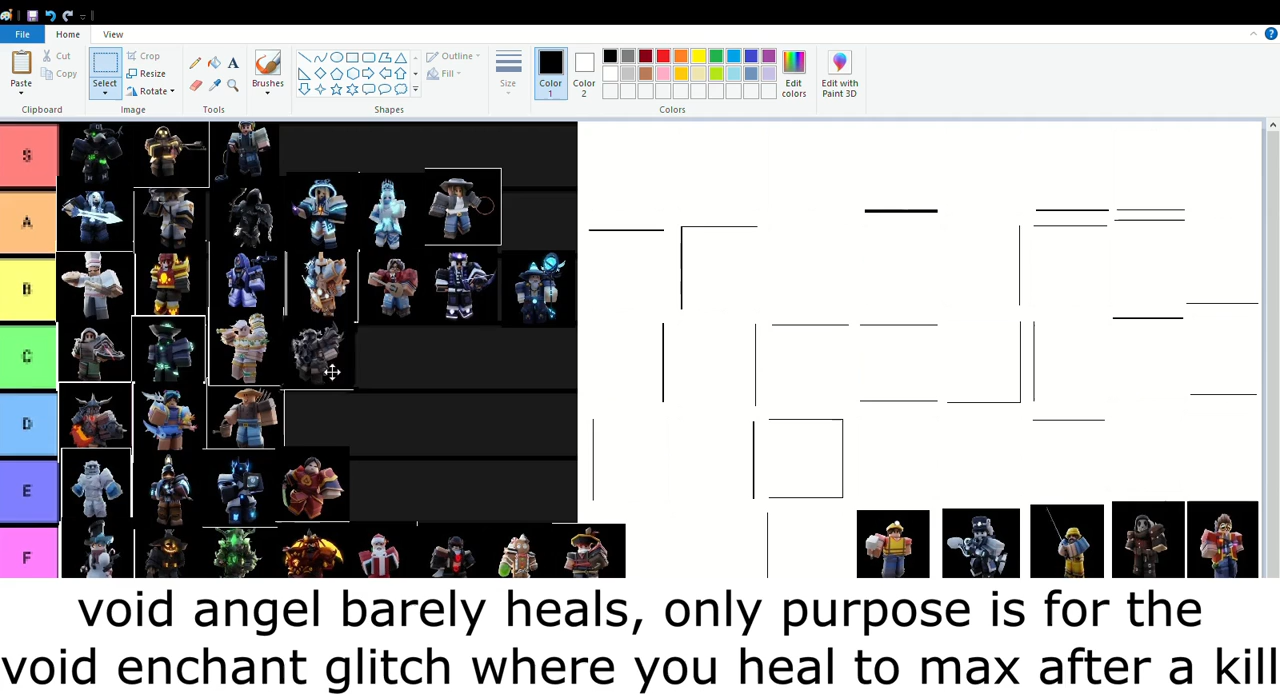 File Home View
Paste
Cut
Copy
Clipboard
Select
Crop
Resize
Rotate
Image
A
Tools
Brushes
Shapes
Outline
Fill
Size
Color 1
Color 2
Edit colors
Colors
Edit with Paint 3D
S
A
B
C
D
E
F
void angel barely heals, only purpose is for the
void enchant glitch where you heal to max after a kill